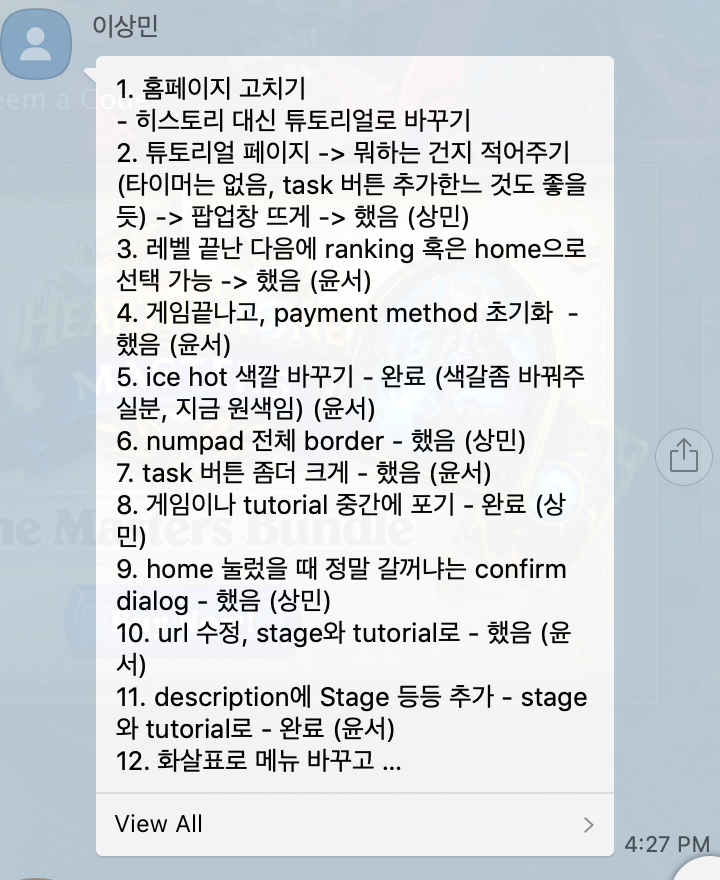 이상민
1. 홈페이지 고치기
- 히스토리 대신 튜토리얼로 바꾸기
2. 튜토리얼 페이지 -> 뭐하는 건지 적어주기
(타이머는 없음, task 버튼 추가한느 것도 좋을
듯) -> 팝업창 뜨게 -> 했음 (상민)
3. 레벨 끝난 다음에 ranking 혹은 home으로
선택 가능 -> 했음 (윤서)
4. 게임끝나고, payment method 초기화  -
했음 (윤서)
5. ice hot 색깔 바꾸기 - 완료 (색갈좀 바꿔주
실분, 지금 원색임) (윤서)
6. numpad 전체 border - 했음 (상민)
7. task 버튼 좀더 크게 - 했음 (윤서)
8. 게임이나 tutorial 중간에 포기 - 완료 (상
민)
9. home 눌렀을 때 정말 갈꺼냐는 confirm
dialog - 했음 (상민)
10. url 수정, stage와 tutorial로 - 했음 (윤
서)
11. description에 Stage 등등 추가 - stage
와 tutorial로 - 완료 (윤서)
12. 화살표로 메뉴 바꾸고 ...
View All
4:27 PM